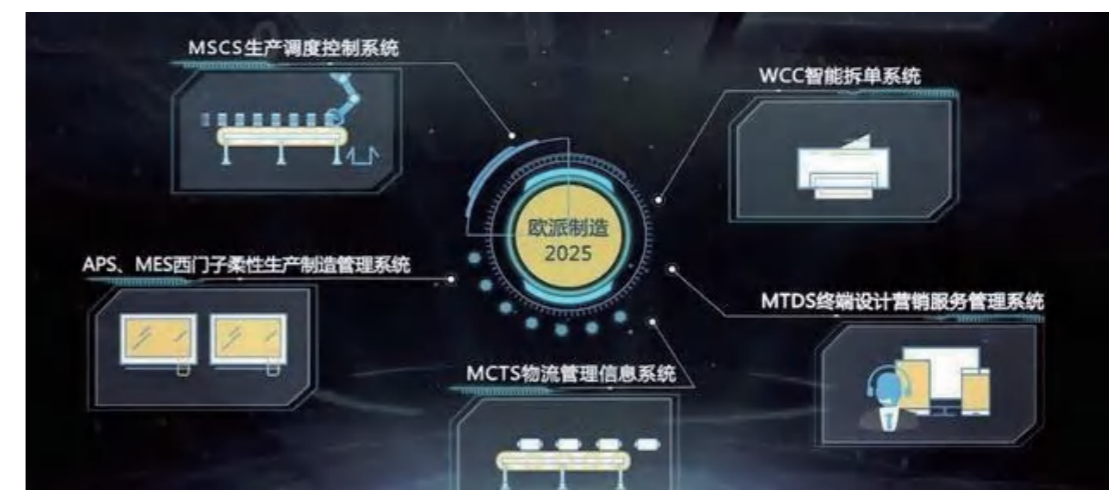 MSCS生产调度控制系统
WCC智能拆单系统
欧派制造
2025
APS、MES西门子柔性生产制造管理系统
MTDS终端设计营销服务管理系统
MCTS物流管理信息系统